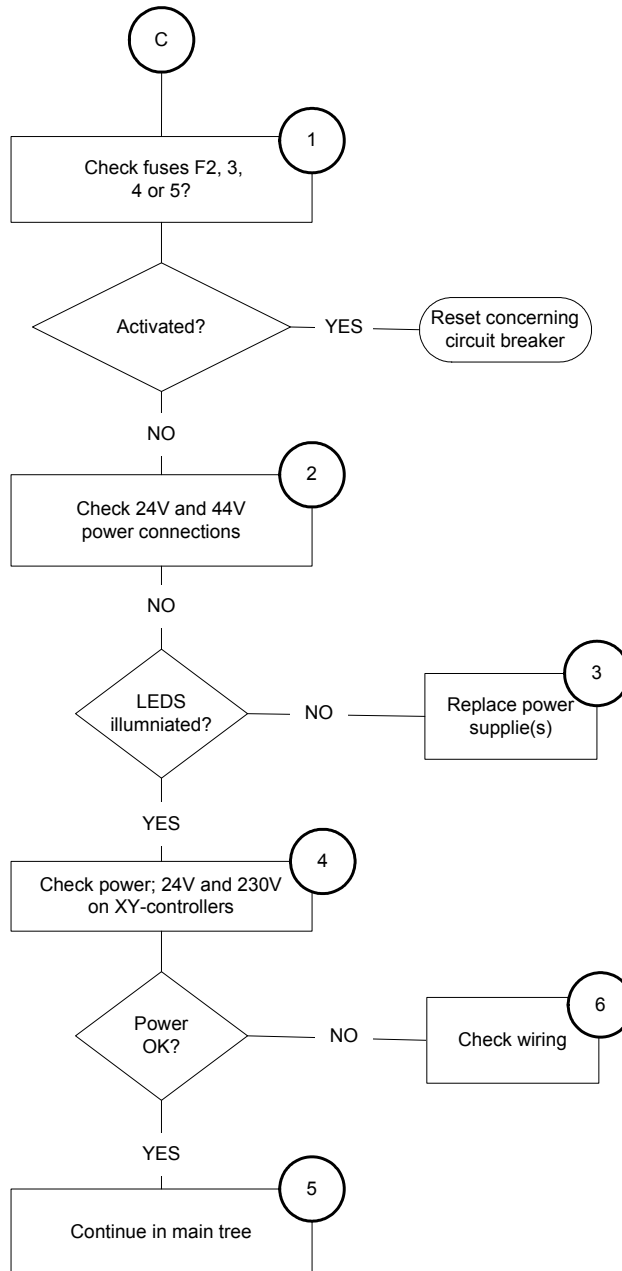 C
1
Check fuses F2, 3,
4 or 5?
Activated?
YES
Reset concerning
circuit breaker
NO
2
Check 24V and 44V
power connections
NO
LEDS
illumniated?
NO
3
Replace power
supplie(s)
YES
4
Check power; 24V and 230V
on XY-controllers
Power
OK?
NO
6
Check wiring
YES
5
Continue in main tree